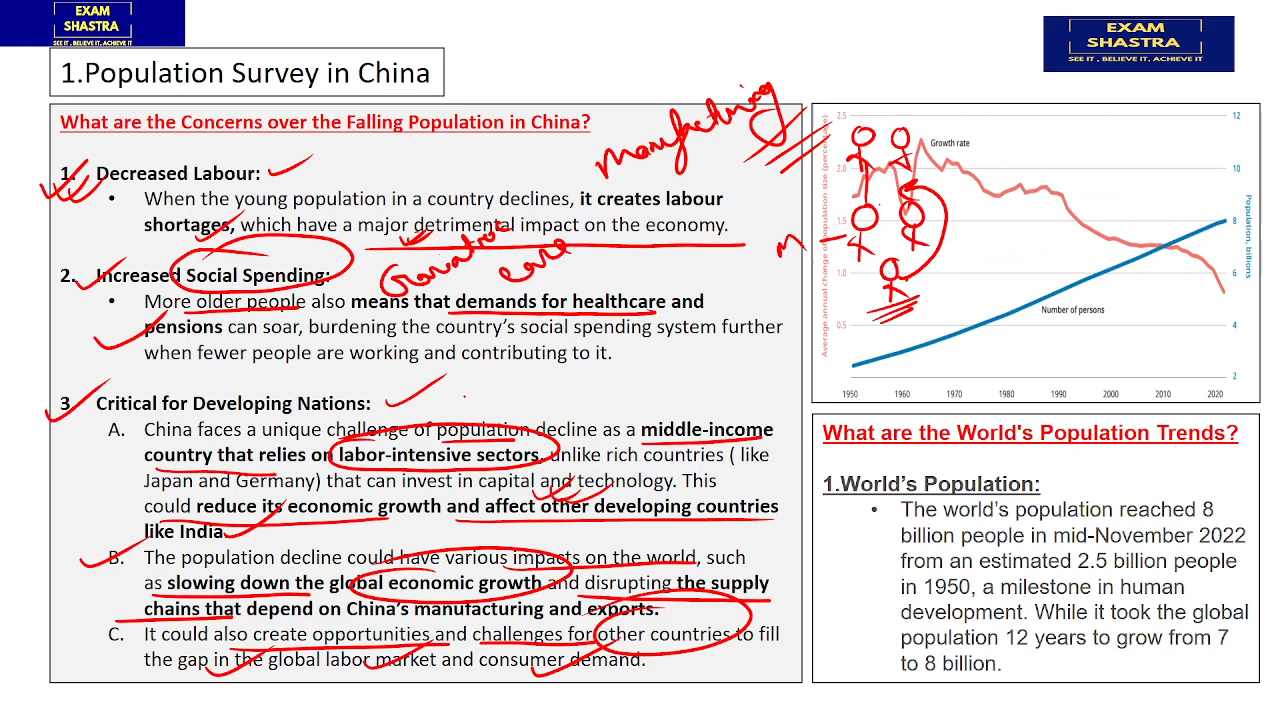 EXAM
SHASTRA
SEE IT , BELIEVE IT, ACHIEVE IT
EXAM
SHASTRA
SEE IT , BELIEVE IT, ACHIEVE IT
1.Population Survey in China
What are the Concerns over the Falling Population in China?
Manufacturing
1. Decreased Labour:
• When the young population in a country declines, it creates labour
shortages, which have a major detrimental impact on the economy.
care
2. Increased Social Spending:
• More older people also means that demands for healthcare and
pensions can soar, burdening the country's social spending system further
when fewer people are working and contributing to it.
3. Critical for Developing Nations:
A. China faces a unique challenge of population decline as a middle-income
country that relies on labor-intensive sectors, unlike rich countries ( like
Japan and Germany) that can invest in capital and technology. This
could reduce its economic growth and affect other developing countries
like India.
B. The population decline could have various impacts on the world, such
as slowing down the global economic growth and disrupting the supply
chains that depend on China's manufacturing and exports.
C. It could also create opportunities and challenges for other countries to fill
the gap in the global labor market and consumer demand.
Average annual change of population size (percentage)
2.5
2.0
1.5
1.0
0.5
Growth rate
Number of persons
12
10
8
6
4
2
Population, billions
1950 1960 1970 1980 1990 2000 2010 2020
What are the World's Population Trends?
1.World's Population:
• The world's population reached 8
billion people in mid-November 2022
from an estimated 2.5 billion people
in 1950, a milestone in human
development. While it took the global
population 12 years to grow from 7
to 8 billion.